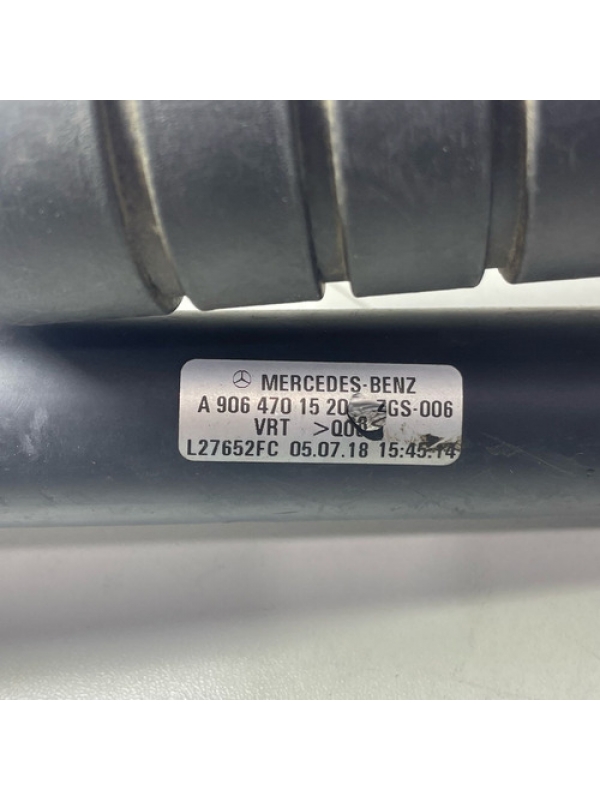 MERCEDES-BENZ
A 906 470 15 20 ZGS-006
VRT
L27652FC 05.07.18 15:45:14